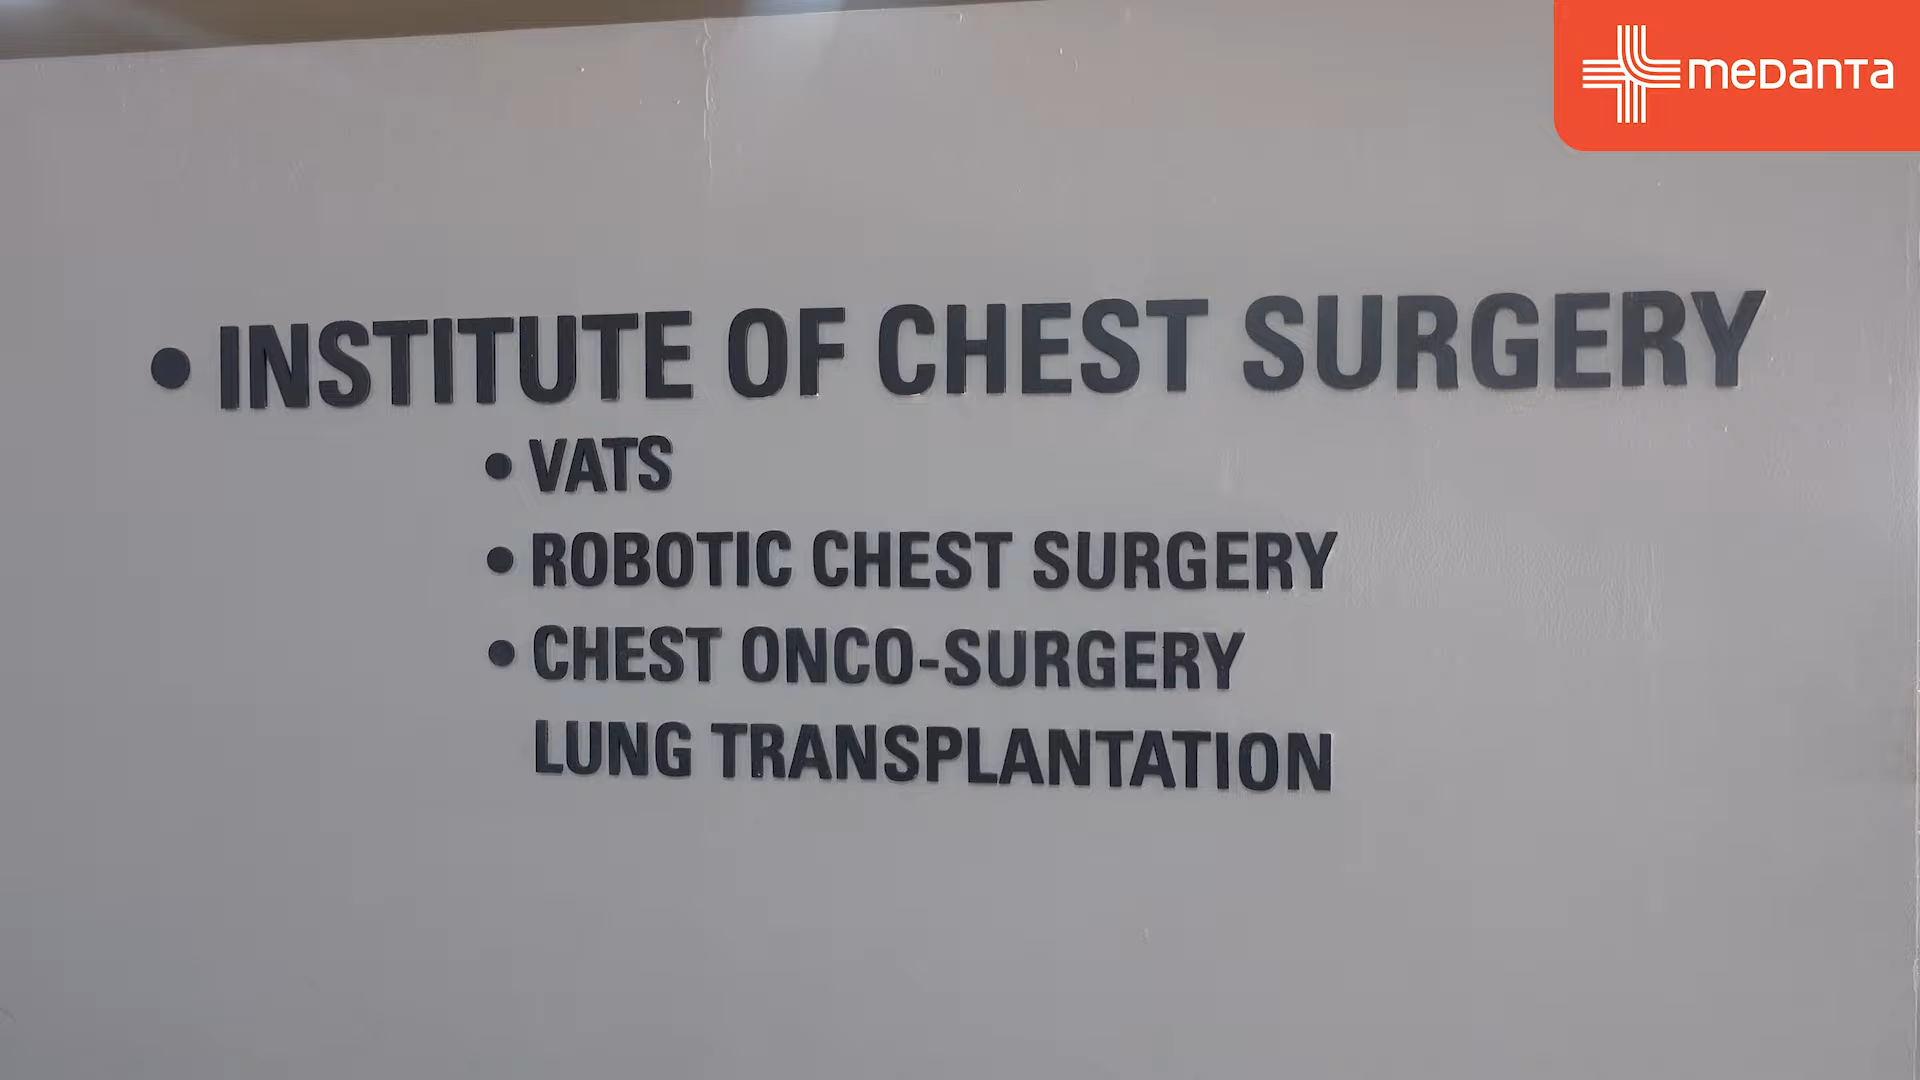 meDanTa
• INSTITUTE OF CHEST SURGERY
• VATS
• ROBOTIC CHEST SURGERY
• CHEST ONCO-SURGERY
LUNG TRANSPLANTATION